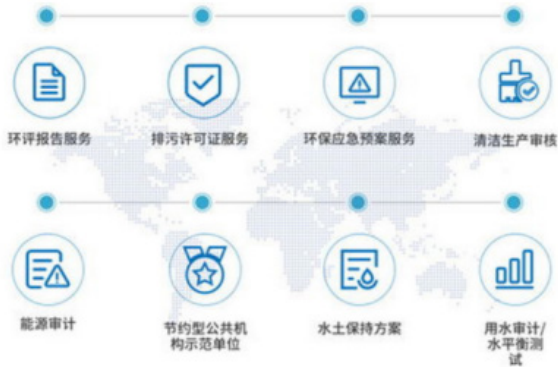 环评报告服务
排污许可证服务
环保应急预案服务
清洁生产审核
能源审计
节约型公共机
构示范单位
水土保持方案
用水审计/
水平衡测
试